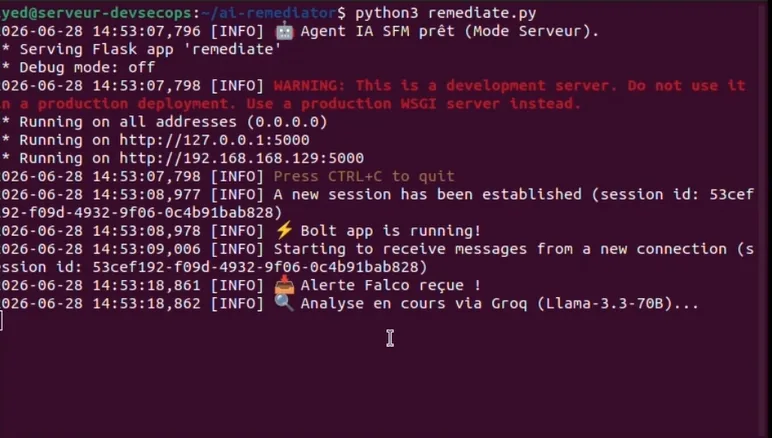 yed@serveur-devsecops:~/ai-remediator$ python3 remediate.py
026-06-28 14:53:07,796 [INFO] 🤖 Agent IA SFM prêt (Mode Serveur).
* Serving Flask app 'remediate'
* Debug mode: off
026-06-28 14:53:07,798 [INFO] WARNING: This is a development server. Do not use it
n a production deployment. Use a production WSGI server instead.
* Running on all addresses (0.0.0.0)
* Running on http://127.0.0.1:5000
* Running on http://192.168.168.129:5000
026-06-28 14:53:07,798 [INFO] Press CTRL+C to quit
026-06-28 14:53:08,977 [INFO] A new session has been established (session id: 53cef
192-f09d-4932-9f06-0c4b91bab828)
026-06-28 14:53:08,978 [INFO] ⚡ Bolt app is running!
026-06-28 14:53:09,006 [INFO] Starting to receive messages from a new connection (s
ession id: 53cef192-f09d-4932-9f06-0c4b91bab828)
026-06-28 14:53:18,861 [INFO] 📥 Alerte Falco reçue !
026-06-28 14:53:18,862 [INFO] 🔍 Analyse en cours via Groq (Llama-3.3-70B)...